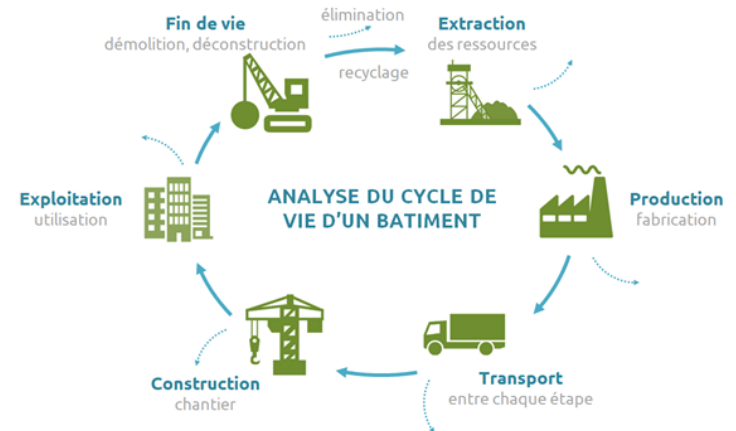 Fin de vie
démolition, déconstruction
élimination
recyclage
Extraction
des ressources
Production
fabrication
Transport
entre chaque étape
Construction
chantier
Exploitation
utilisation
ANALYSE DU CYCLE DE
VIE D'UN BATIMENT